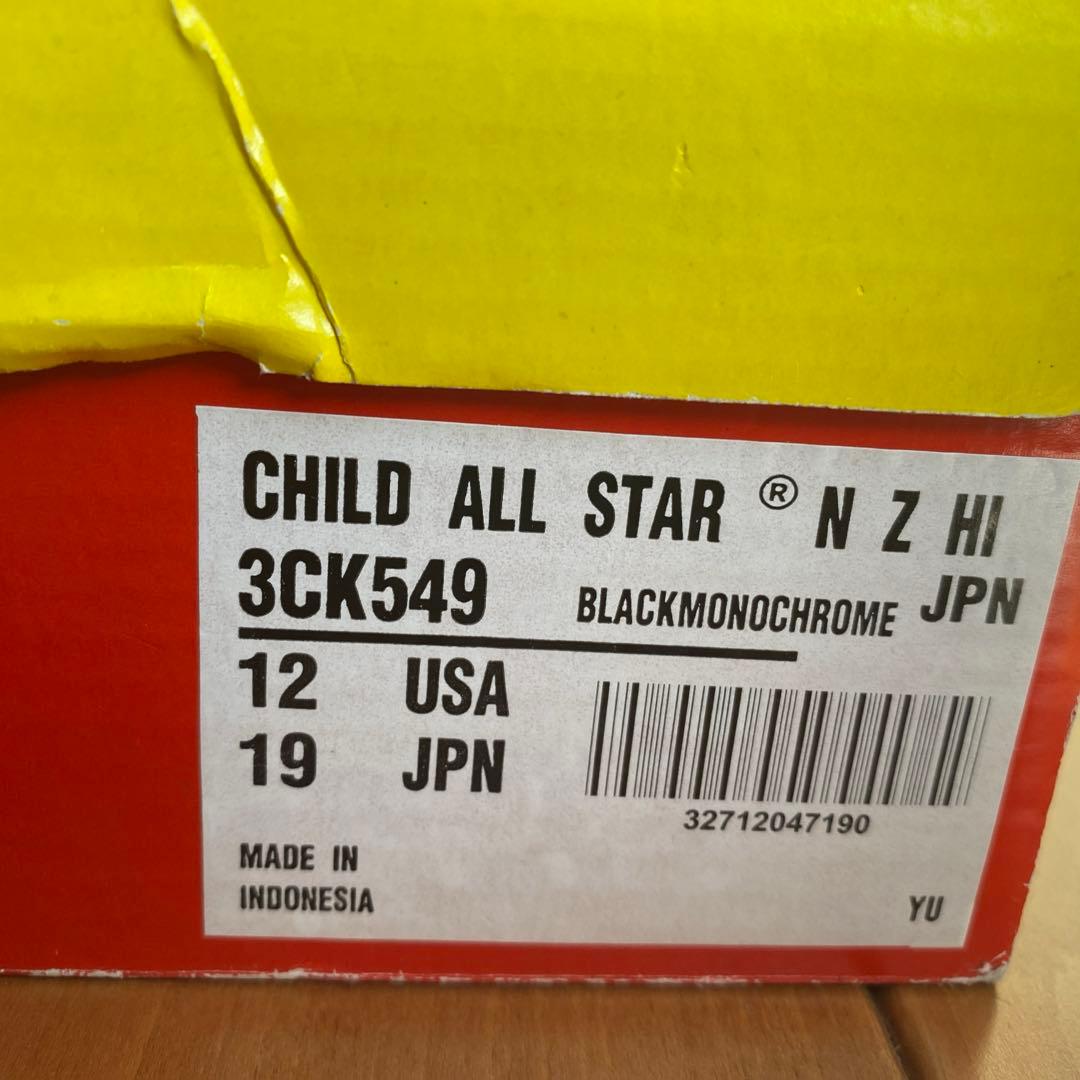 CHILD ALL STAR ® N Z HI
3CK549 BLACKMONOCHROME JPN
12 USA
19 JPN
32712047190
MADE IN
INDONESIA
YU